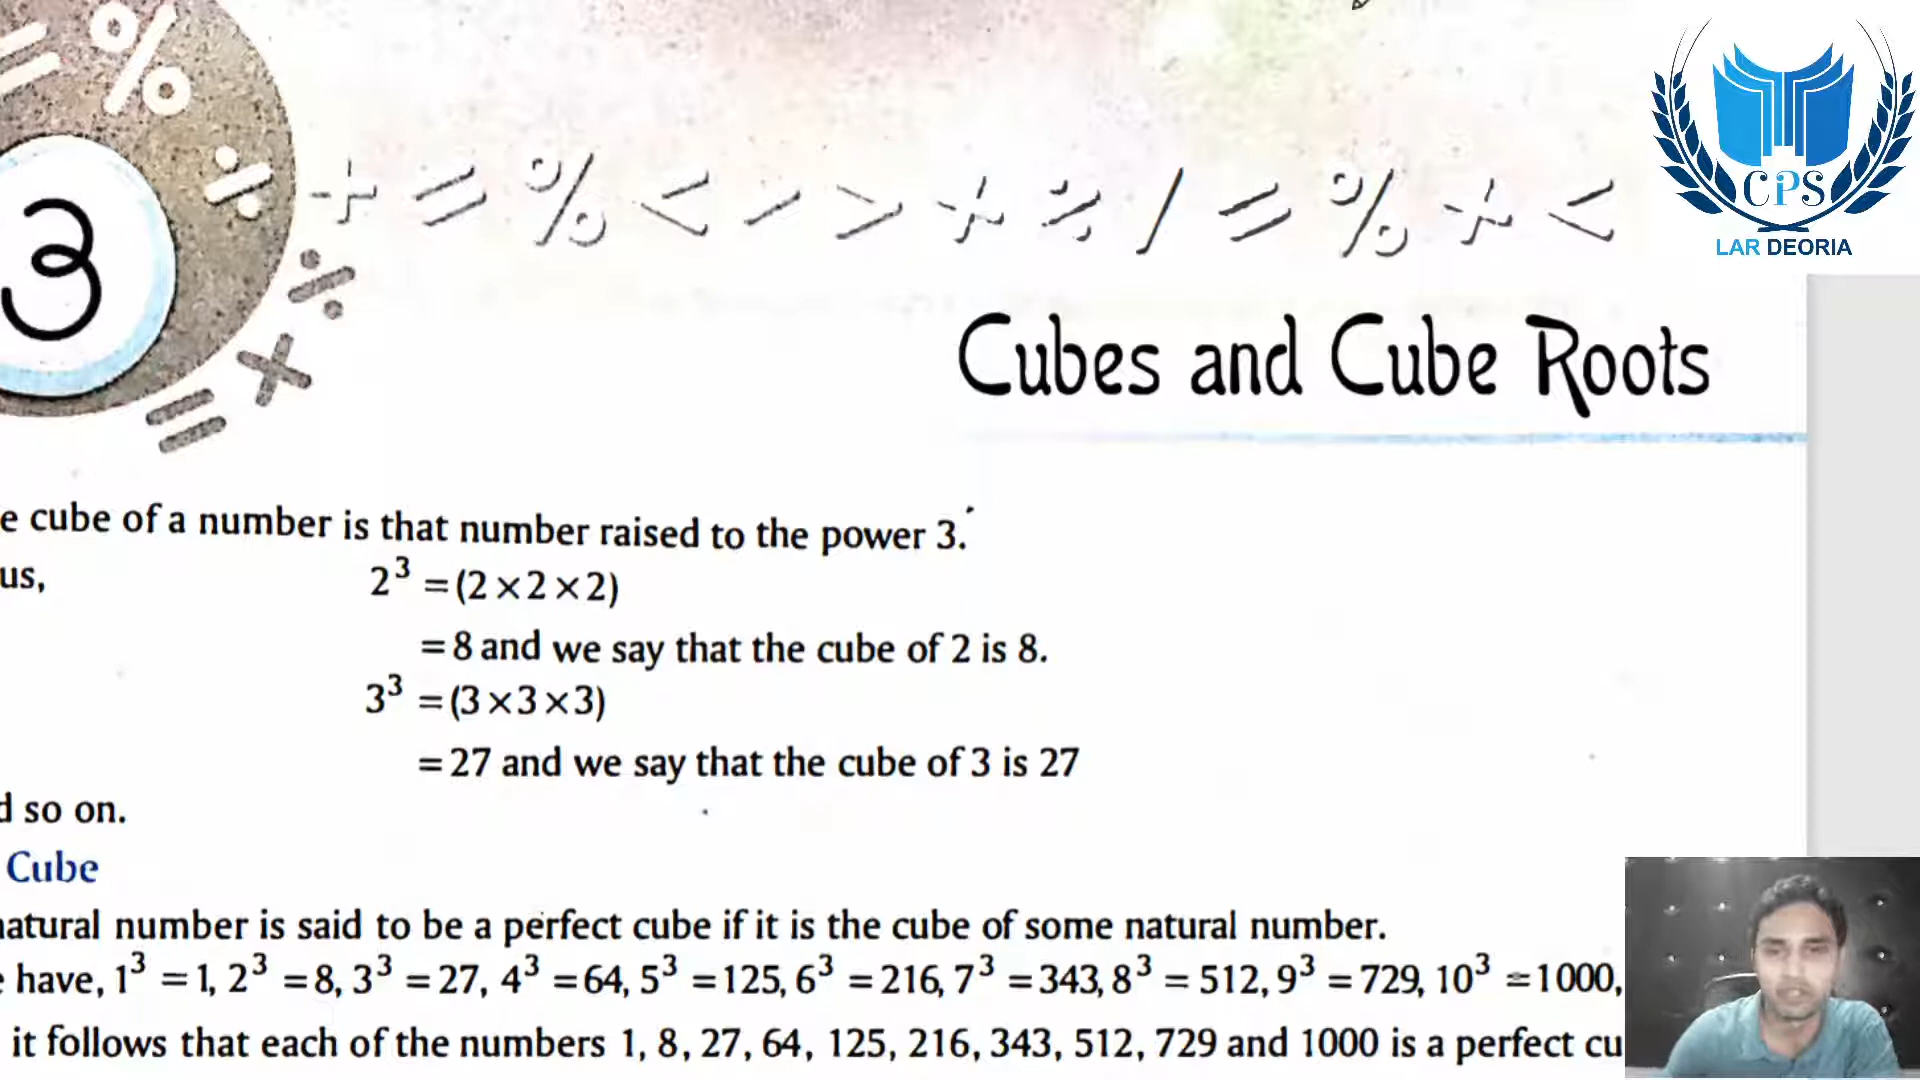 = %
÷
+ = % < - > + ÷ / = % + <
3
÷
×
=
CPS
LAR DEORIA
Cubes and Cube Roots
e cube of a number is that number raised to the power 3.
us, 2³ = (2 × 2 × 2)
= 8 and we say that the cube of 2 is 8.
3³ = (3 × 3 × 3)
= 27 and we say that the cube of 3 is 27
d so on.
Cube
natural number is said to be a perfect cube if it is the cube of some natural number.
e have, 1³ = 1, 2³ = 8, 3³ = 27, 4³ = 64, 5³ = 125, 6³ = 216, 7³ = 343, 8³ = 512, 9³ = 729, 10³ = 1000,
it follows that each of the numbers 1, 8, 27, 64, 125, 216, 343, 512, 729 and 1000 is a perfect cu